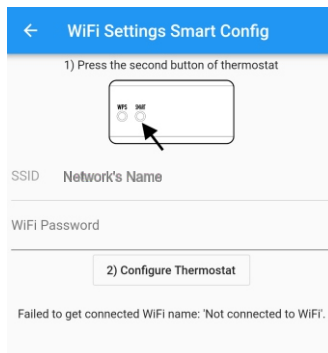 WiFi Settings Smart Config
1) Press the second button of thermostat
WPS SMRT
SSID Network's Name
WiFi Password
2) Configure Thermostat
Failed to get connected WiFi name: 'Not connected to WiFi'.